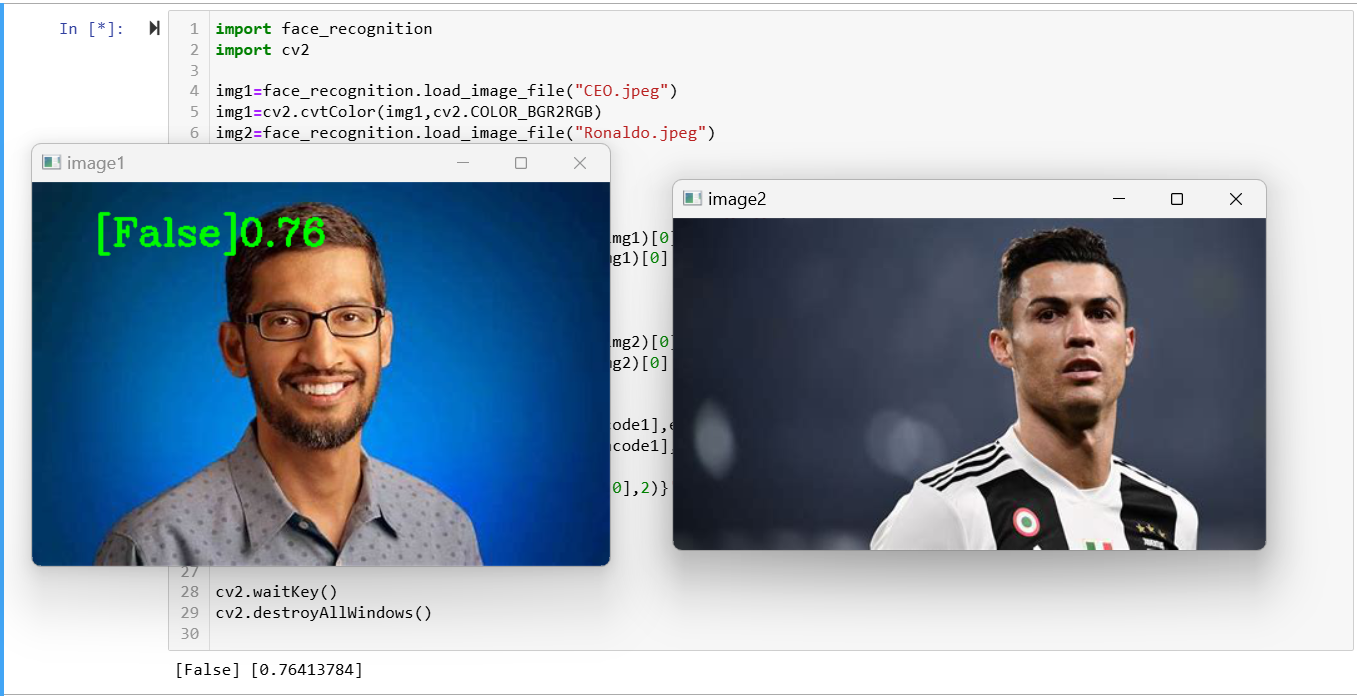 In [*]:
1 import face_recognition
2 import cv2
3
4 img1=face_recognition.load_image_file("CEO.jpeg")
5 img1=cv2.cvtColor(img1,cv2.COLOR_BGR2RGB)
6 img2=face_recognition.load_image_file("Ronaldo.jpeg")
image1
[False]0.76
image2
img1)[0]
g1)[0]
img2)[0]
g2)[0]
code1],e
code1],
0],2)}
27
28 cv2.waitKey()
29 cv2.destroyAllWindows()
30
[False] [0.76413784]